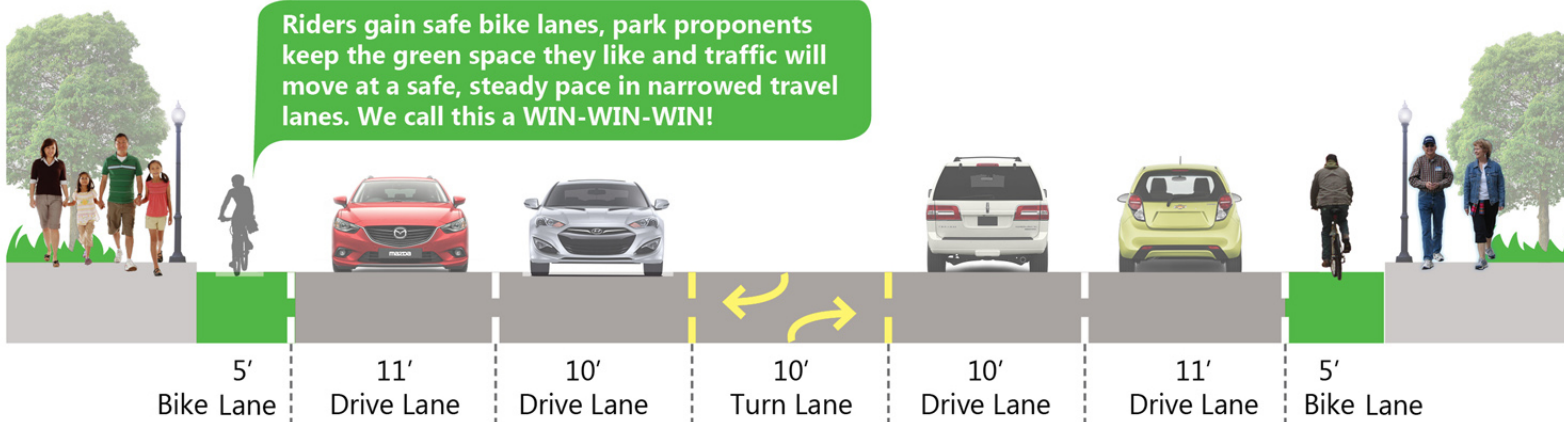 Riders gain safe bike lanes, park proponents
keep the green space they like and traffic will
move at a safe, steady pace in narrowed travel
lanes. We call this a WIN-WIN-WIN!
mazda
5′
Bike Lane
11′
Drive Lane
10′
Drive Lane
10′
Turn Lane
10′
Drive Lane
11′
Drive Lane
5′
Bike Lane